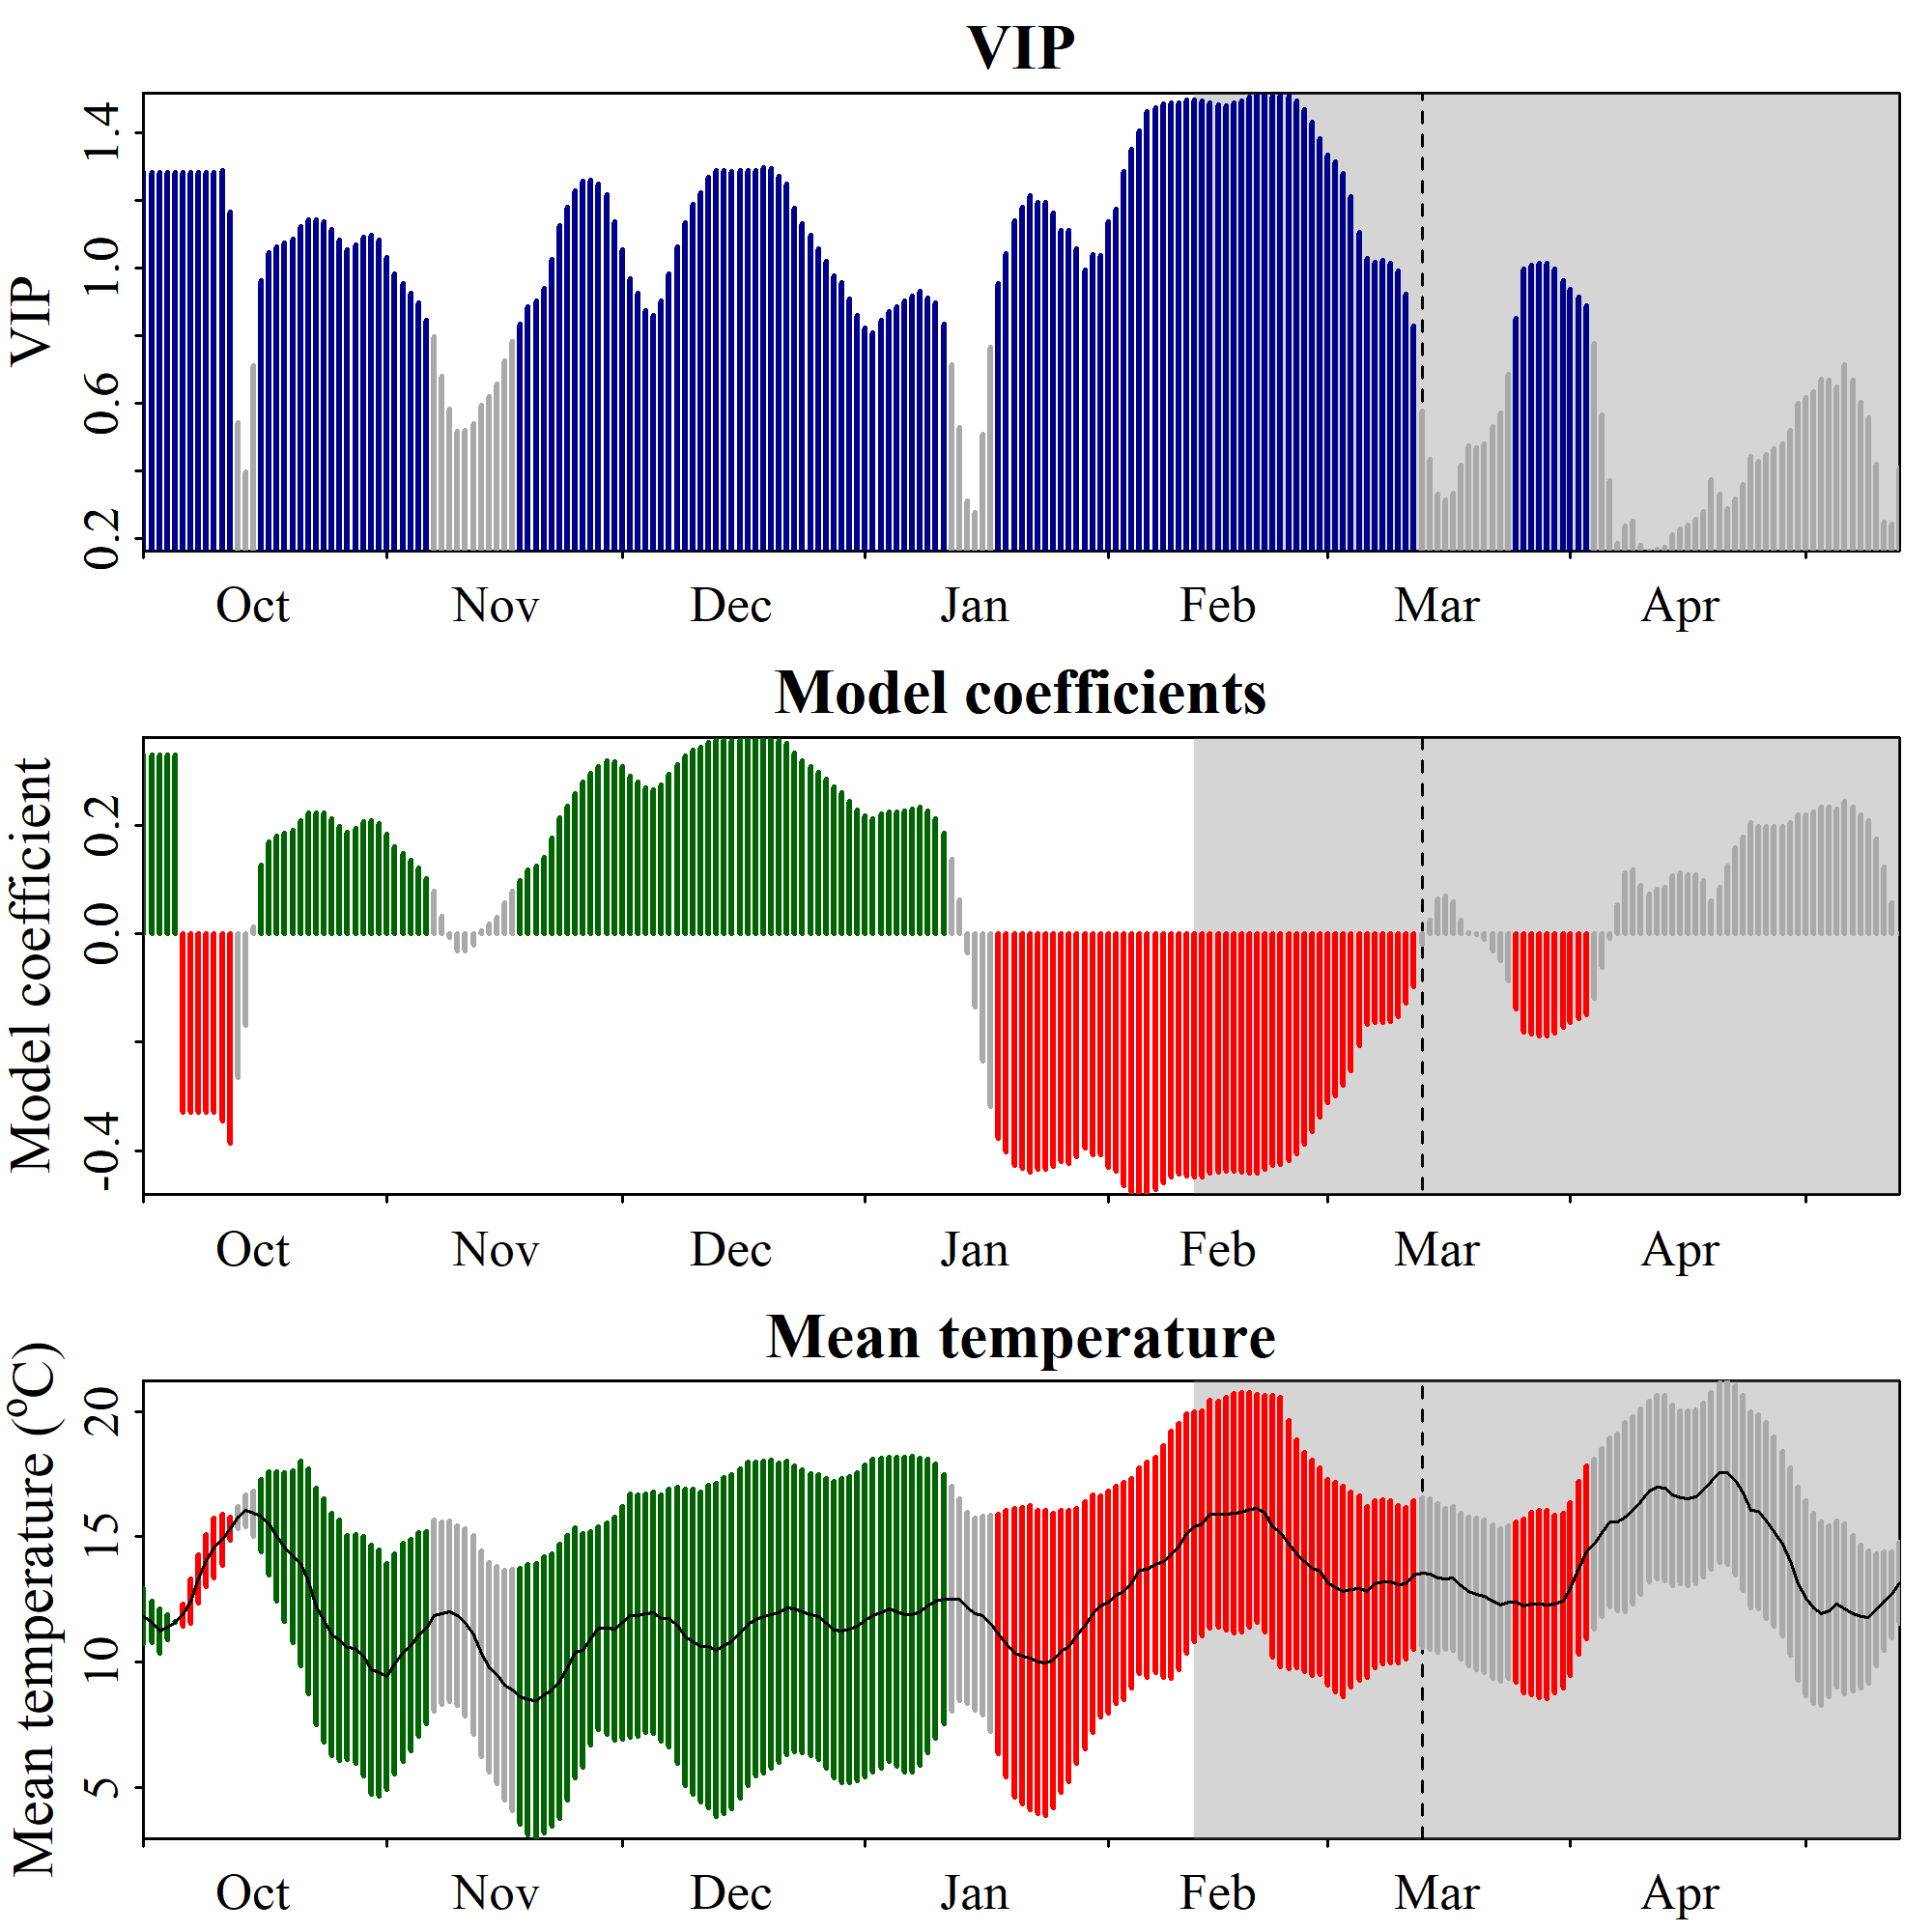 VIP
VIP
1.4
1.0
0.6
0.2
Oct Nov Dec Jan Feb Mar Apr
Model coefficients
Model coefficient
0.2
0.0
-0.4
Oct Nov Dec Jan Feb Mar Apr
Mean temperature
Mean temperature (ºC)
20
15
10
5
Oct Nov Dec Jan Feb Mar Apr